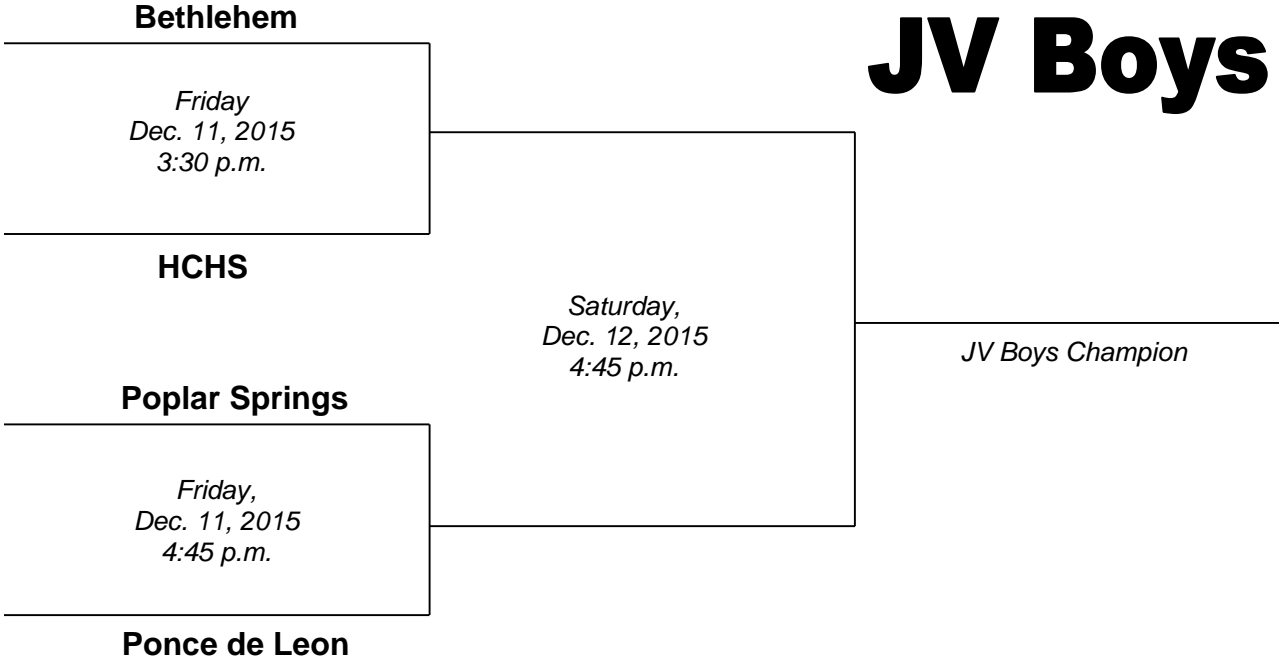 Bethlehem
JV Boys
Friday
Dec. 11, 2015
3:30 p.m.
HCHS
Saturday,
Dec. 12, 2015
4:45 p.m.
JV Boys Champion
Poplar Springs
Friday,
Dec. 11, 2015
4:45 p.m.
Ponce de Leon